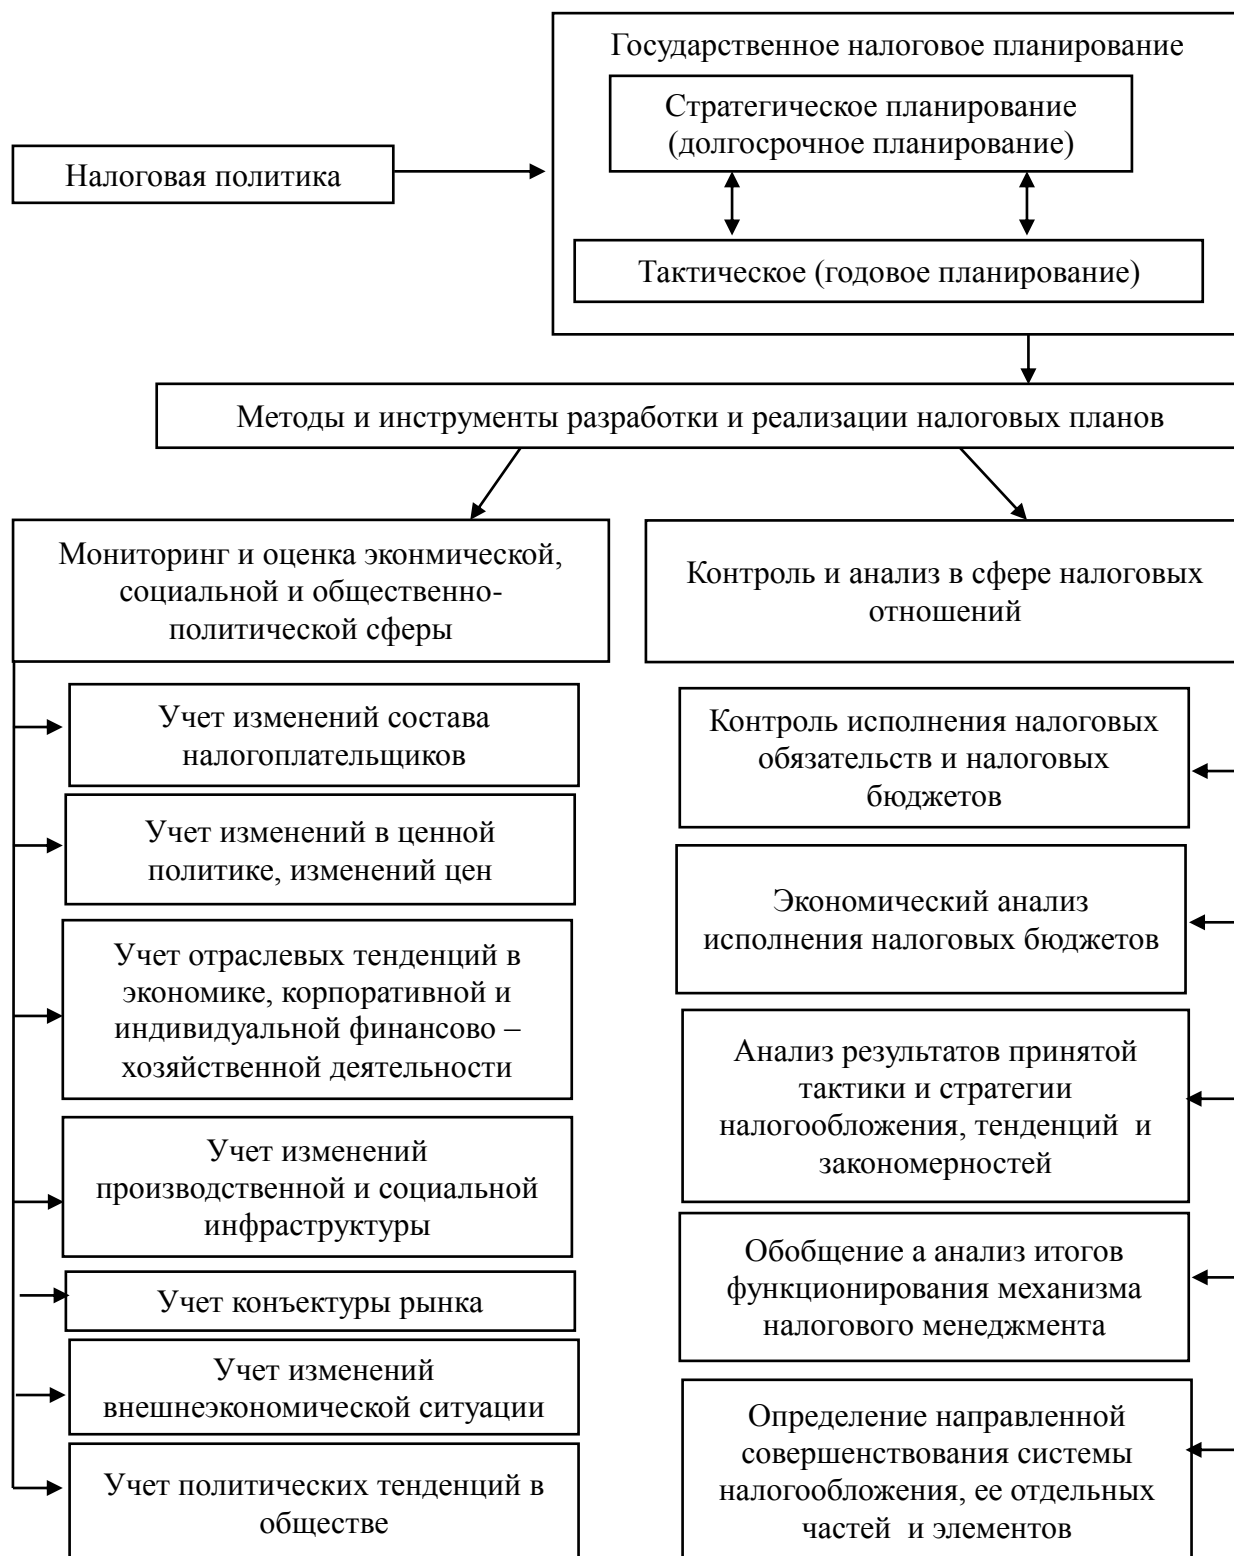 Государственное налоговое планирование
Стратегическое планирование
(долгосрочное планирование)
Налоговая политика
Тактическое (годовое планирование)
Методы и инструменты разработки и реализации налоговых планов
Мониторинг и оценка эконмической,
социальной и общественно-
политической сферы
Учет изменений состава
налогоплательщиков
Учет изменений в ценной
политике, изменений цен
Учет отраслевых тенденций в
экономике, корпоративной и
индивидуальной финансово –
хозяйственной деятельности
Учет изменений
производственной и социальной
инфраструктуры
Учет конъектуры рынка
Учет изменений
внешнеэкономической ситуации
Учет политических тенденций в
обществе
Контроль и анализ в сфере налоговых
отношений
Контроль исполнения налоговых
обязательств и налоговых
бюджетов
Экономический анализ
исполнения налоговых бюджетов
Анализ результатов принятой
тактики и стратегии
налогообложения, тенденций  и
закономерностей
Обобщение а анализ итогов
функционирования механизма
налогового менеджмента
Определение направленной
совершенствования системы
налогообложения, ее отдельных
частей  и элементов